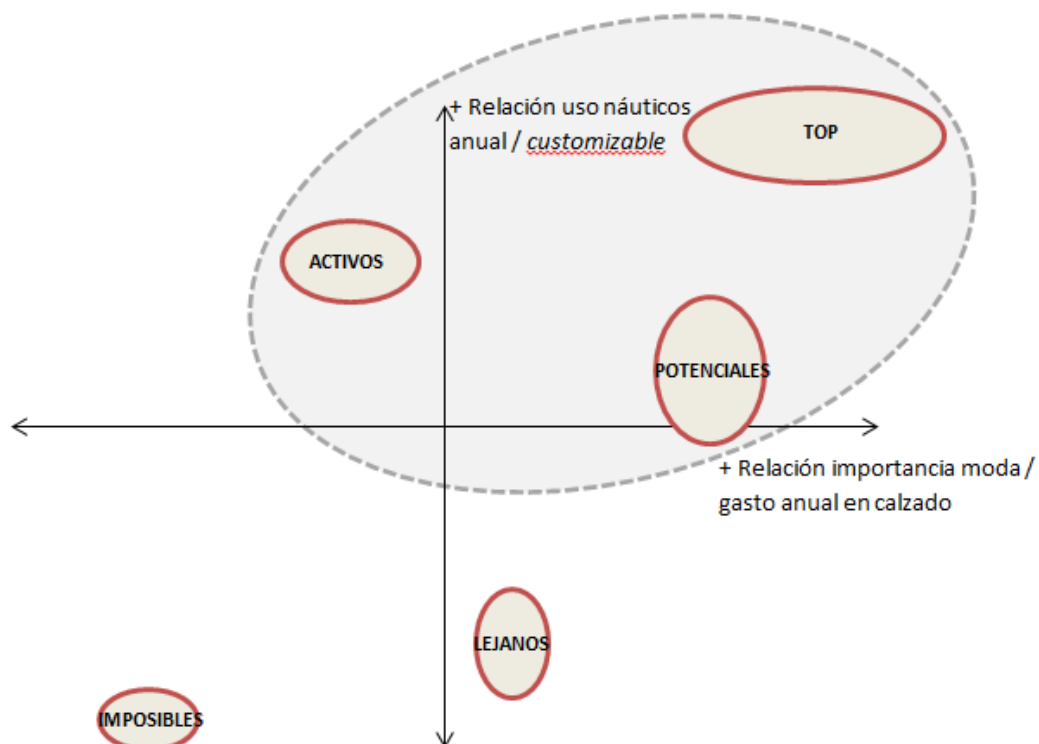 + Relación uso náuticos
anual / customizable
TOP
ACTIVOS
POTENCIALES
+ Relación importancia moda /
gasto anual en calzado
LEJANOS
IMPOSIBLES